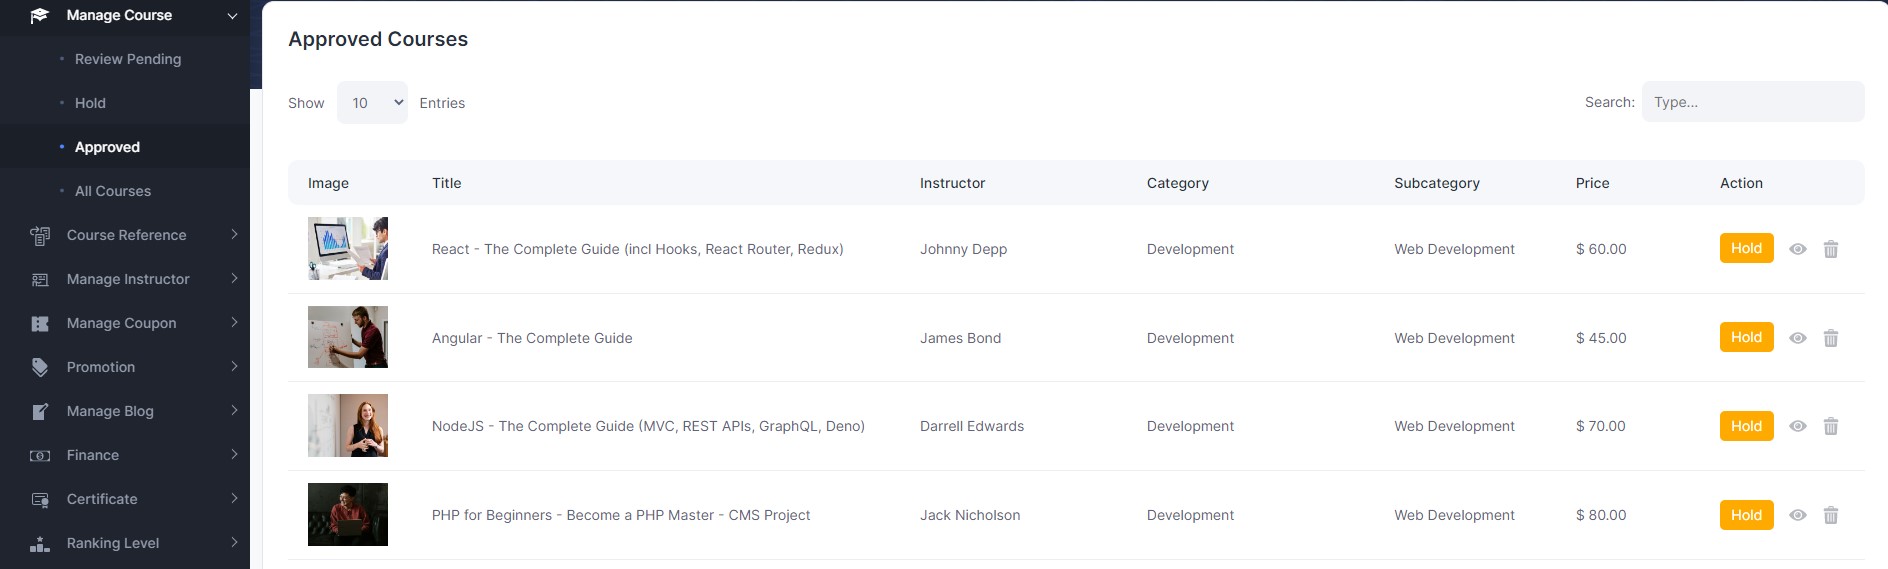 Manage Course
Review Pending
Hold
Approved
All Courses
Course Reference
Manage Instructor
Manage Coupon
Promotion
Manage Blog
Finance
Certificate
Ranking Level
Approved Courses
Show 10 Entries
Search: Type...
Image Title Instructor Category Subcategory Price Action
React - The Complete Guide (incl Hooks, React Router, Redux) Johnny Depp Development Web Development $ 60.00 Hold
Angular - The Complete Guide James Bond Development Web Development $ 45.00 Hold
NodeJS - The Complete Guide (MVC, REST APIs, GraphQL, Deno) Darrell Edwards Development Web Development $ 70.00 Hold
PHP for Beginners - Become a PHP Master - CMS Project Jack Nicholson Development Web Development $ 80.00 Hold